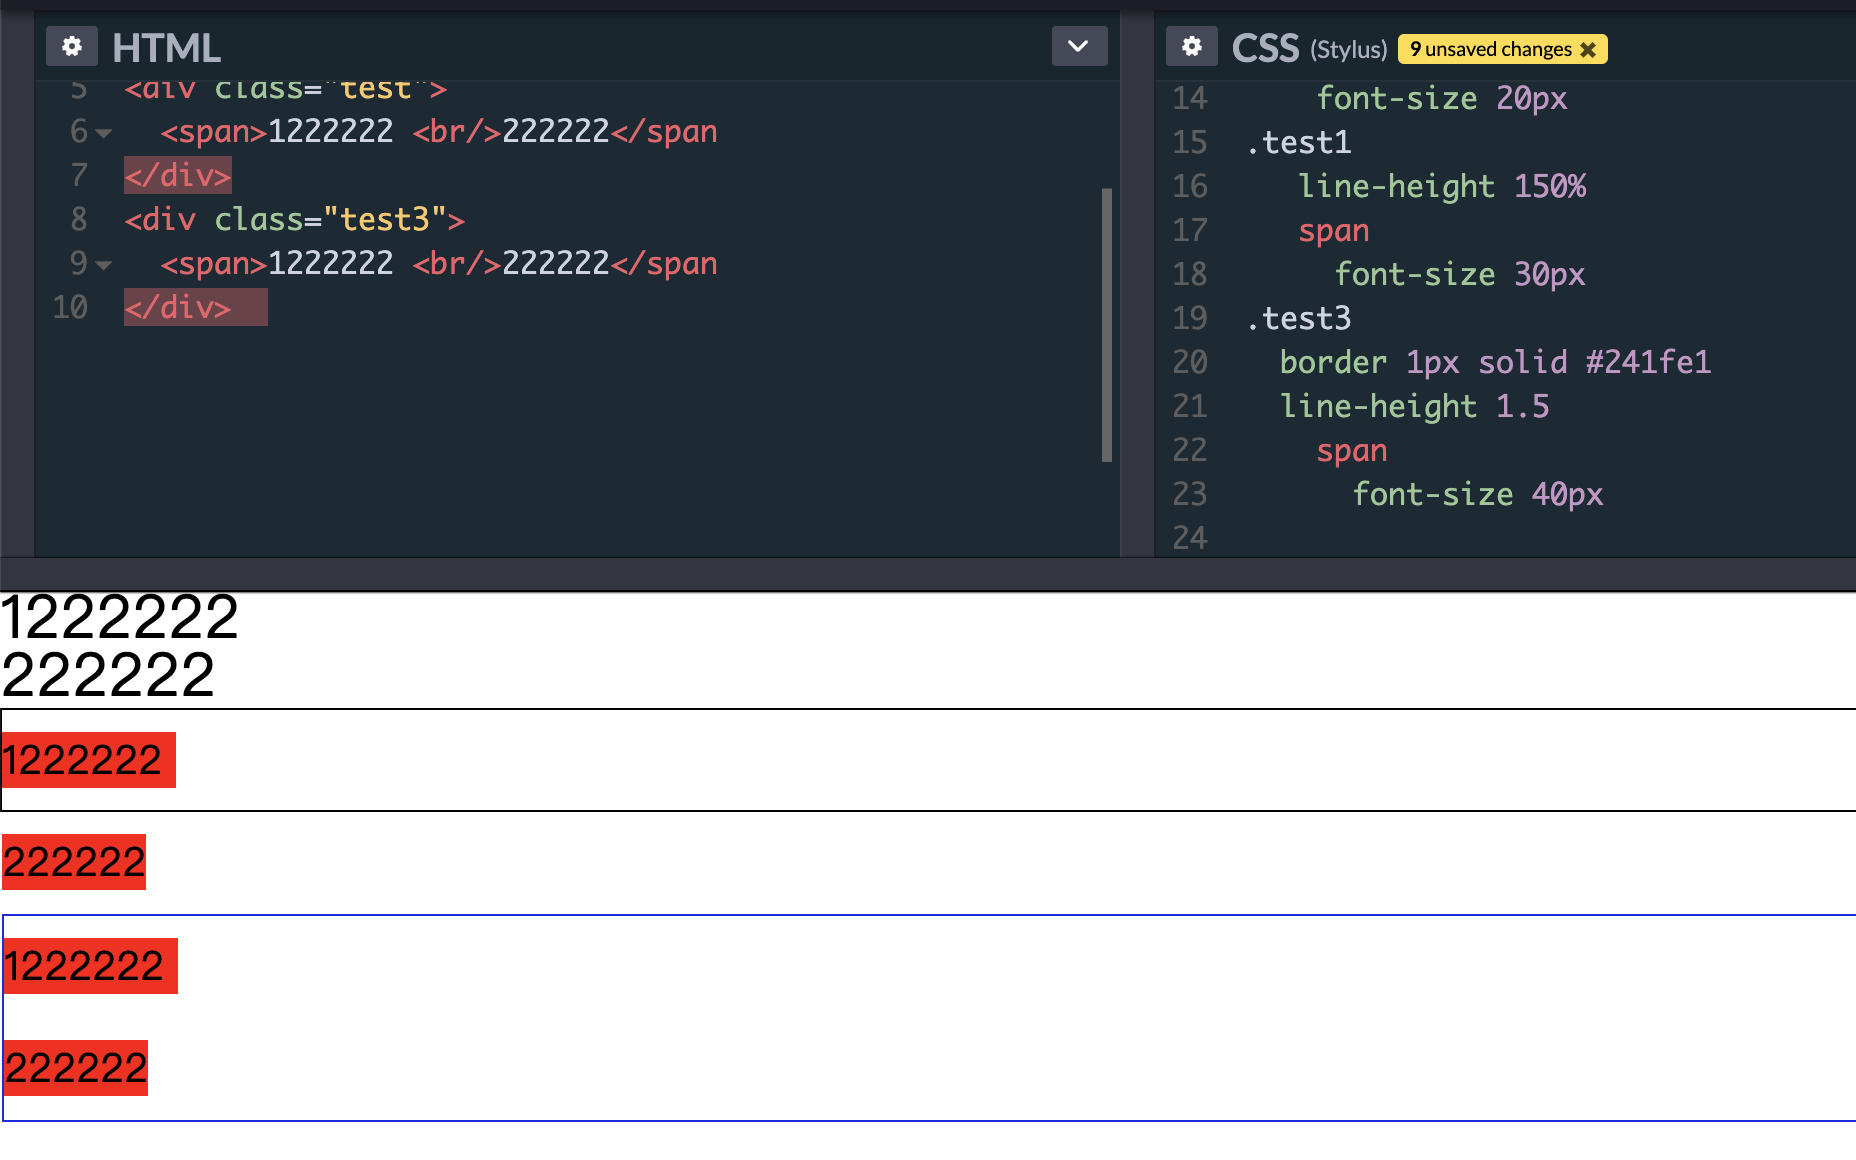 HTML
5 <div class="test">
6 <span>1222222 <br/>222222</span
7 </div>
8 <div class="test3">
9 <span>1222222 <br/>222222</span
10 </div>
CSS (Stylus) 9 unsaved changes ✖
14 font-size 20px
15 .test1
16 line-height 150%
17 span
18 font-size 30px
19 .test3
20 border 1px solid #241fe1
21 line-height 1.5
22 span
23 font-size 40px
24
1222222
222222
1222222
222222
1222222
222222